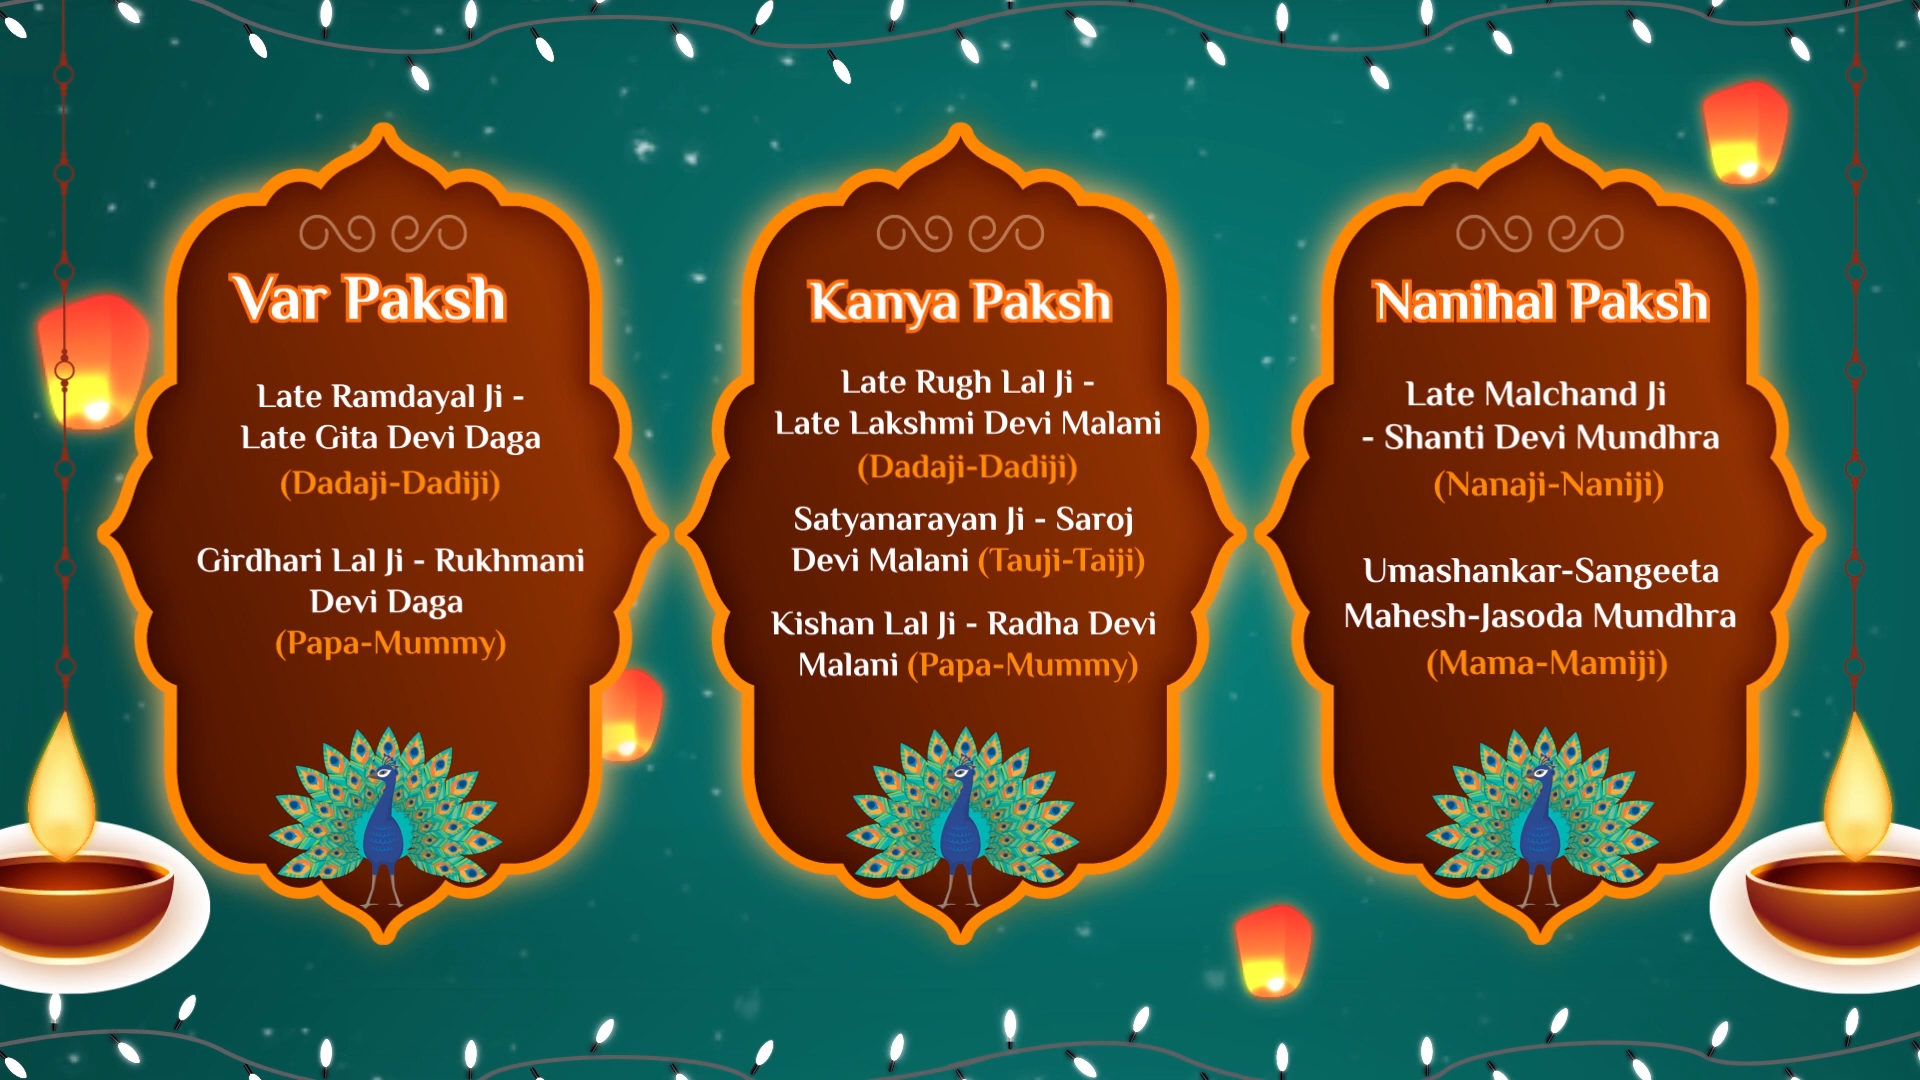 Var Paksh
Late Ramdayal Ji -
Late Gita Devi Daga
(Dadaji-Dadiji)
Girdhari Lal Ji - Rukhmani
Devi Daga
(Papa-Mummy)
Kanya Paksh
Late Rugh Lal Ji -
Late Lakshmi Devi Malani
(Dadaji-Dadiji)
Satyanarayan Ji - Saroj
Devi Malani (Tauji-Taiji)
Kishan Lal Ji - Radha Devi
Malani (Papa-Mummy)
Nanihal Paksh
Late Malchand Ji
- Shanti Devi Mundhra
(Nanaji-Naniji)
Umashankar-Sangeeta
Mahesh-Jasoda Mundhra
(Mama-Mamiji)